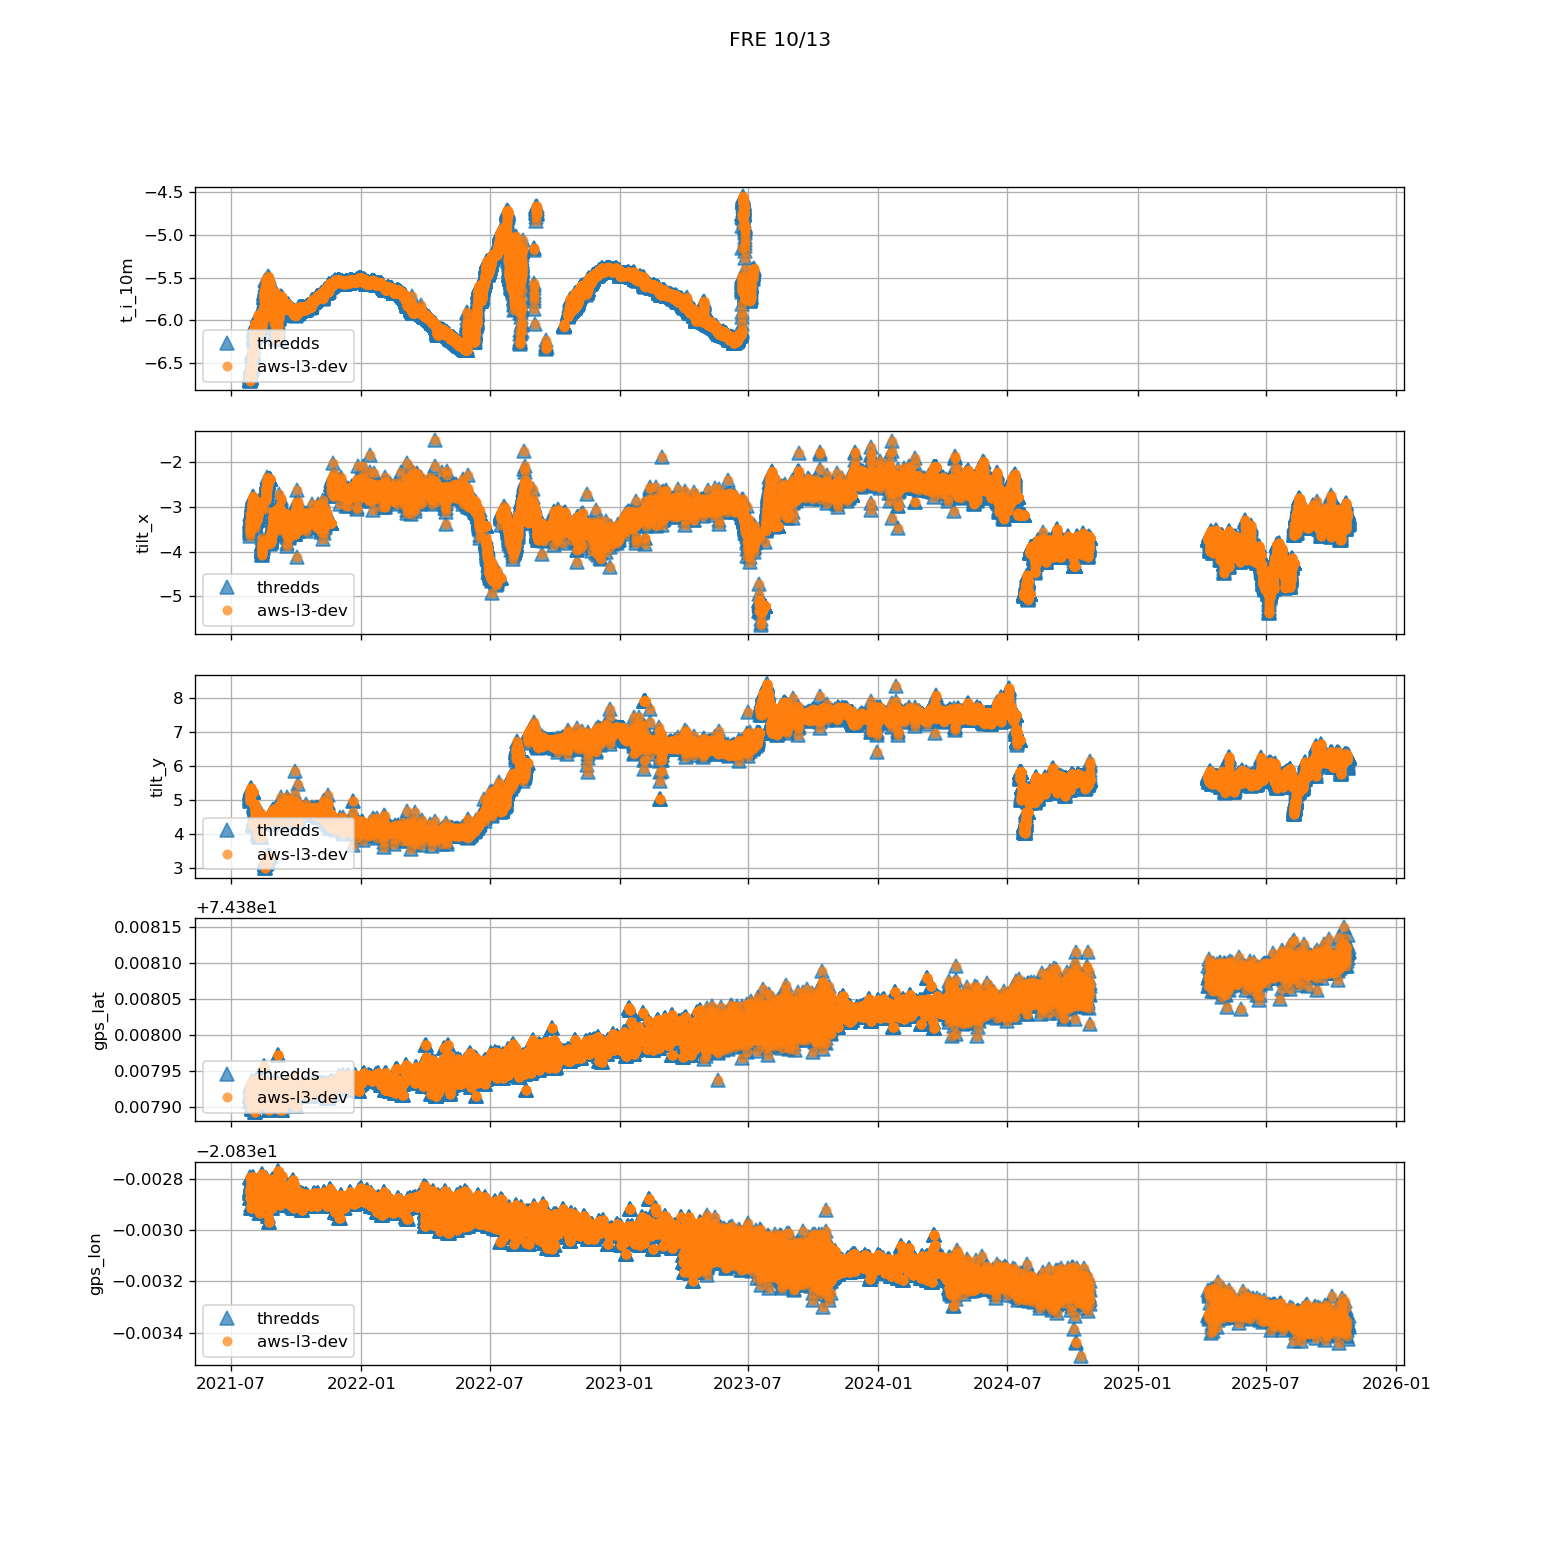 FRE 10/13
−4.5
−5.0
−5.5
−6.0
−6.5
t_i_10m
thredds
aws-l3-dev
−2
−3
−4
−5
tilt_x
thredds
aws-l3-dev
8
7
6
5
4
3
tilt_y
thredds
aws-l3-dev
+7.438e1
0.00815
0.00810
0.00805
0.00800
0.00795
0.00790
gps_lat
thredds
aws-l3-dev
−2.083e1
−0.0028
−0.0030
−0.0032
−0.0034
gps_lon
thredds
aws-l3-dev
2021-07 2022-01 2022-07 2023-01 2023-07 2024-01 2024-07 2025-01 2025-07 2026-01